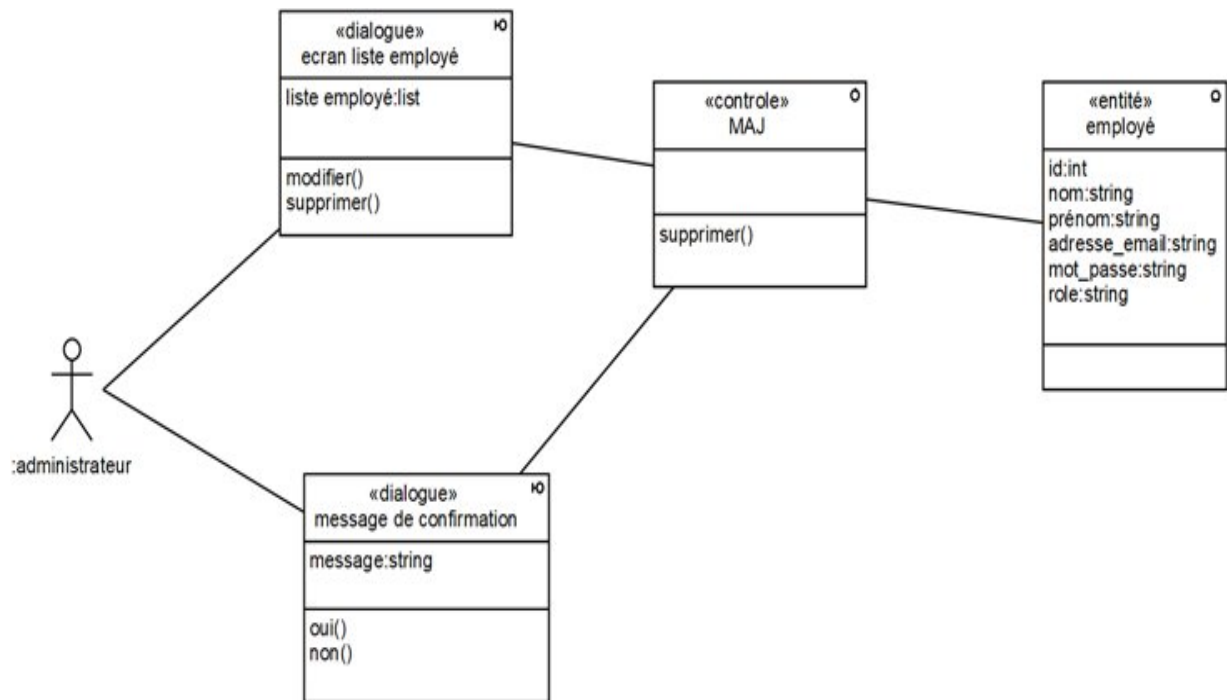 «dialogue»
ecran liste employé
liste employé:list
modifier()
supprimer()
«controle»
MAJ
supprimer()
«entité»
employé
id:int
nom:string
prénom:string
adresse_email:string
mot_passe:string
role:string
:administrateur
«dialogue»
message de confirmation
message:string
oui()
non()